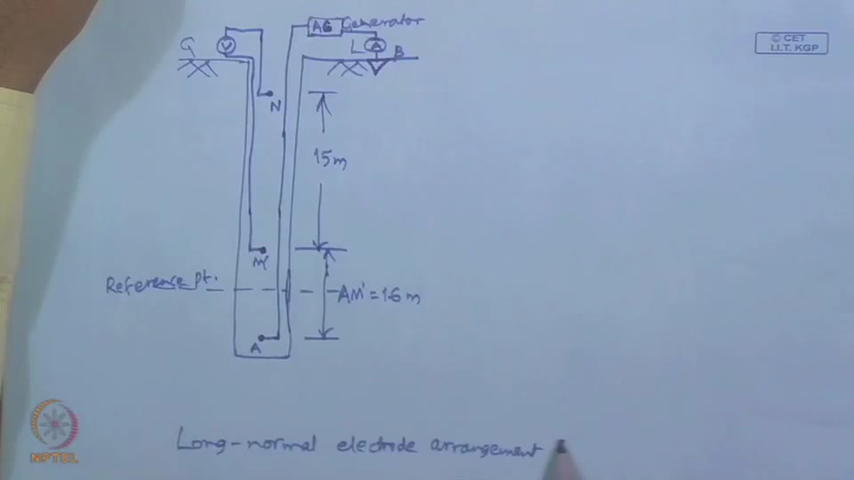 AG Generator
© CET
I.I.T. KGP
G
V
L
A
B
N
15m
M'
Reference pt.
AM' = 1.6 m
A
Long-normal electrode arrangement
NPTEL